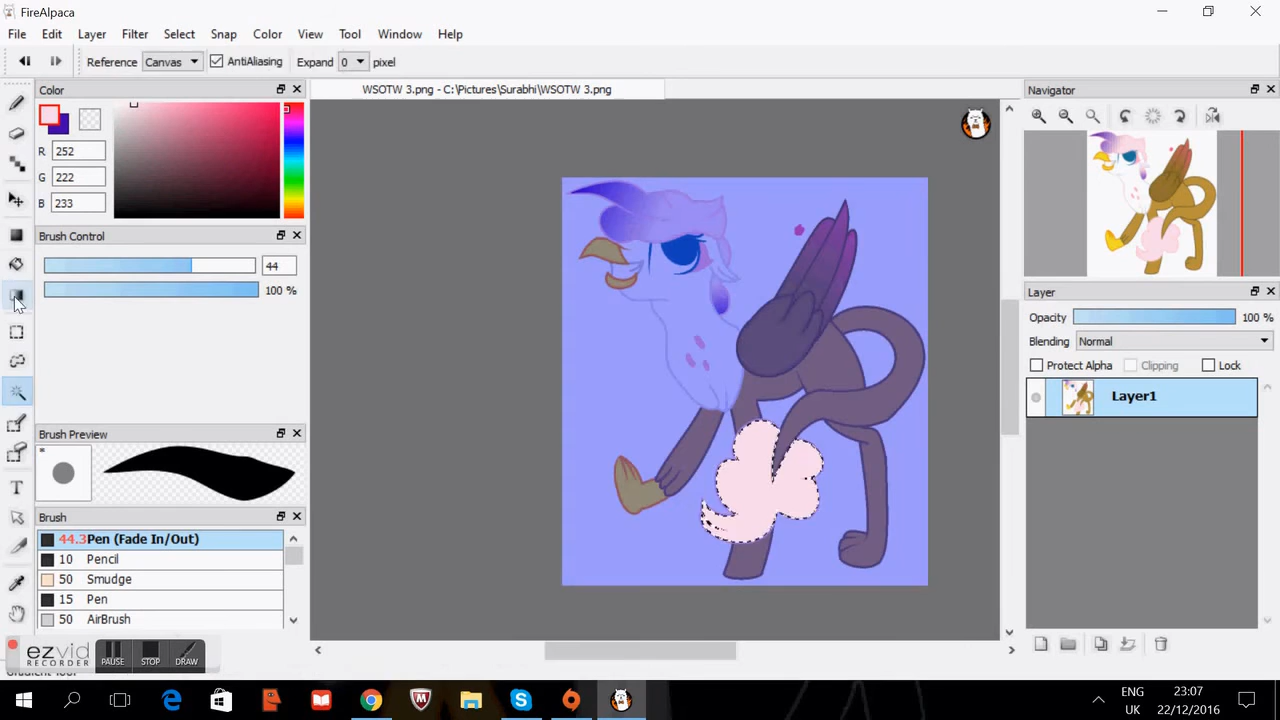 FireAlpaca
File Edit Layer Filter Select Snap Color View Tool Window Help
Reference Canvas AntiAliasing Expand 0 pixel
Color
WSOTW 3.png - C:\Pictures\Surabhi\WSOTW 3.png
Navigator
R 252
G 222
B 233
Brush Control
44
100 %
Layer
Opacity 100 %
Blending Normal
Protect Alpha Clipping Lock
Layer1
Brush Preview
Brush
44.3 Pen (Fade In/Out)
10 Pencil
50 Smudge
15 Pen
50 AirBrush
ezvid
RECORDER
PAUSE STOP DRAW
ENG
UK
23:07
22/12/2016